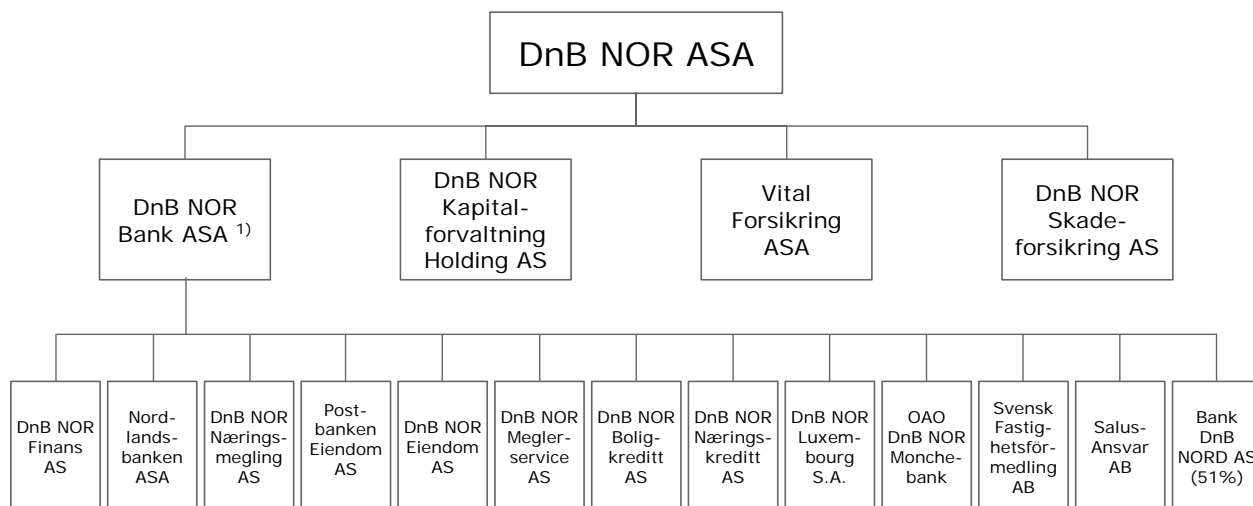 DnB NOR ASA
DnB NOR
Bank ASA 1)
DnB NOR
Kapital-
forvaltning
Holding AS
Vital
Forsikring
ASA
DnB NOR
Skade-
forsikring AS
DnB NOR
Finans
AS
Nord-
lands-
banken
ASA
DnB NOR
Nærings-
megling
AS
Post-
banken
Eiendom
AS
DnB NOR
Eiendom
AS
DnB NOR
Megler-
service
AS
DnB NOR
Bolig-
kreditt
AS
DnB NOR
Nærings-
kreditt
AS
DnB NOR
Luxem-
bourg
S.A.
OAO
DnB NOR
Monche-
bank
Svensk
Fastig-
hetsför-
medling
AB
Salus-
Ansvar
AB
Bank
DnB
NORD AS
(51%)